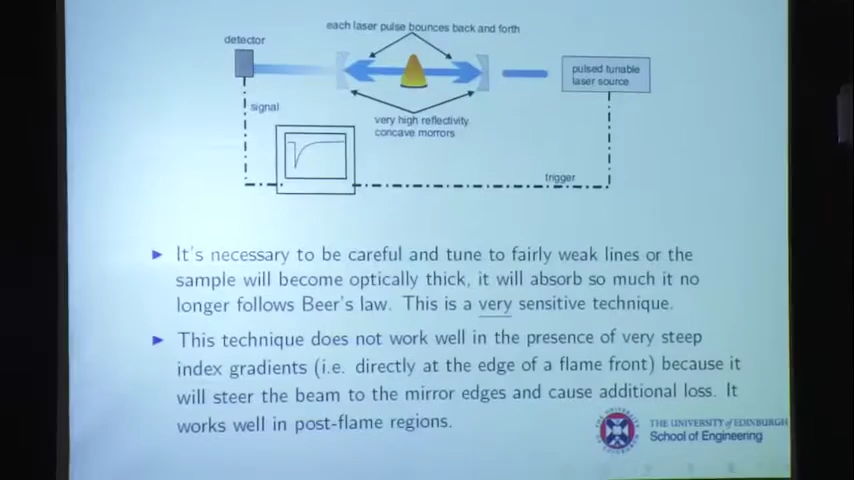 each laser pulse bounces back and forth
detector
pulsed tunable
laser source
signal
very high reflectivity
concave morrors
trigger
It's necessary to be careful and tune to fairly weak lines or the
sample will become optically thick, it will absorb so much it no
longer follows Beer's law. This is a very sensitive technique.
This technique does not work well in the presence of very steep
index gradients (i.e. directly at the edge of a flame front) because it
will steer the beam to the mirror edges and cause additional loss. It
works well in post-flame regions.
THE UNIVERSITY of EDINBURGH
School of Engineering